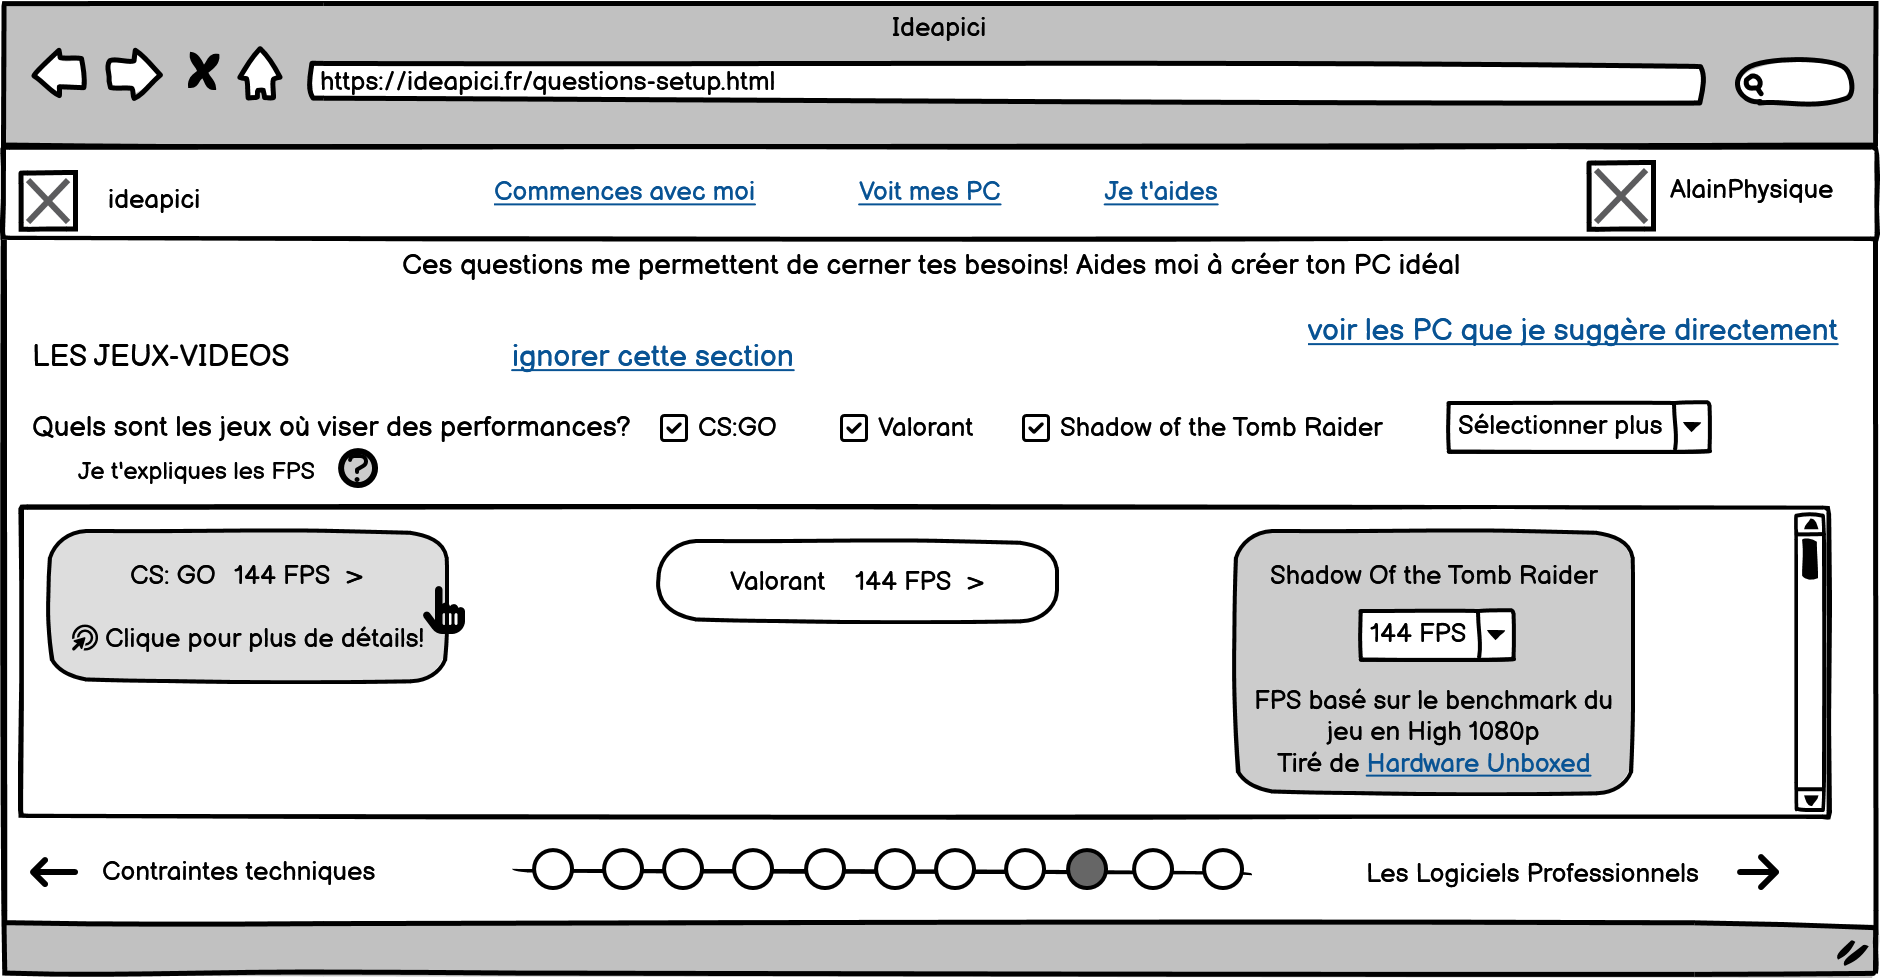 Ideapici
https://ideapici.fr/questions-setup.html
ideapici
Commences avec moi
Voit mes PC
Je t'aides
AlainPhysique
Ces questions me permettent de cerner tes besoins! Aides moi à créer ton PC idéal
voir les PC que je suggère directement
LES JEUX-VIDEOS
ignorer cette section
Quels sont les jeux où viser des performances?
CS:GO
Valorant
Shadow of the Tomb Raider
Sélectionner plus
Je t'expliques les FPS
?
CS: GO 144 FPS >
Clique pour plus de détails!
Valorant 144 FPS >
Shadow Of the Tomb Raider
144 FPS
FPS basé sur le benchmark du
jeu en High 1080p
Tiré de Hardware Unboxed
Contraintes techniques
Les Logiciels Professionnels